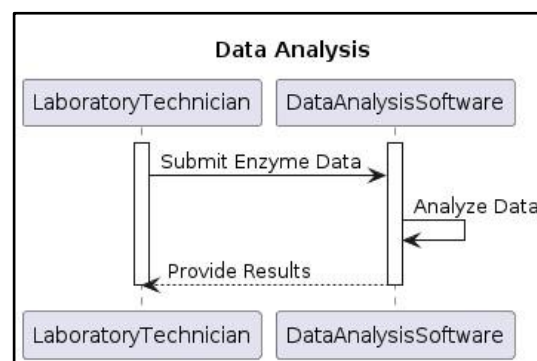 Data Analysis
LaboratoryTechnician DataAnalysisSoftware
Submit Enzyme Data
Analyze Data
Provide Results
LaboratoryTechnician DataAnalysisSoftware